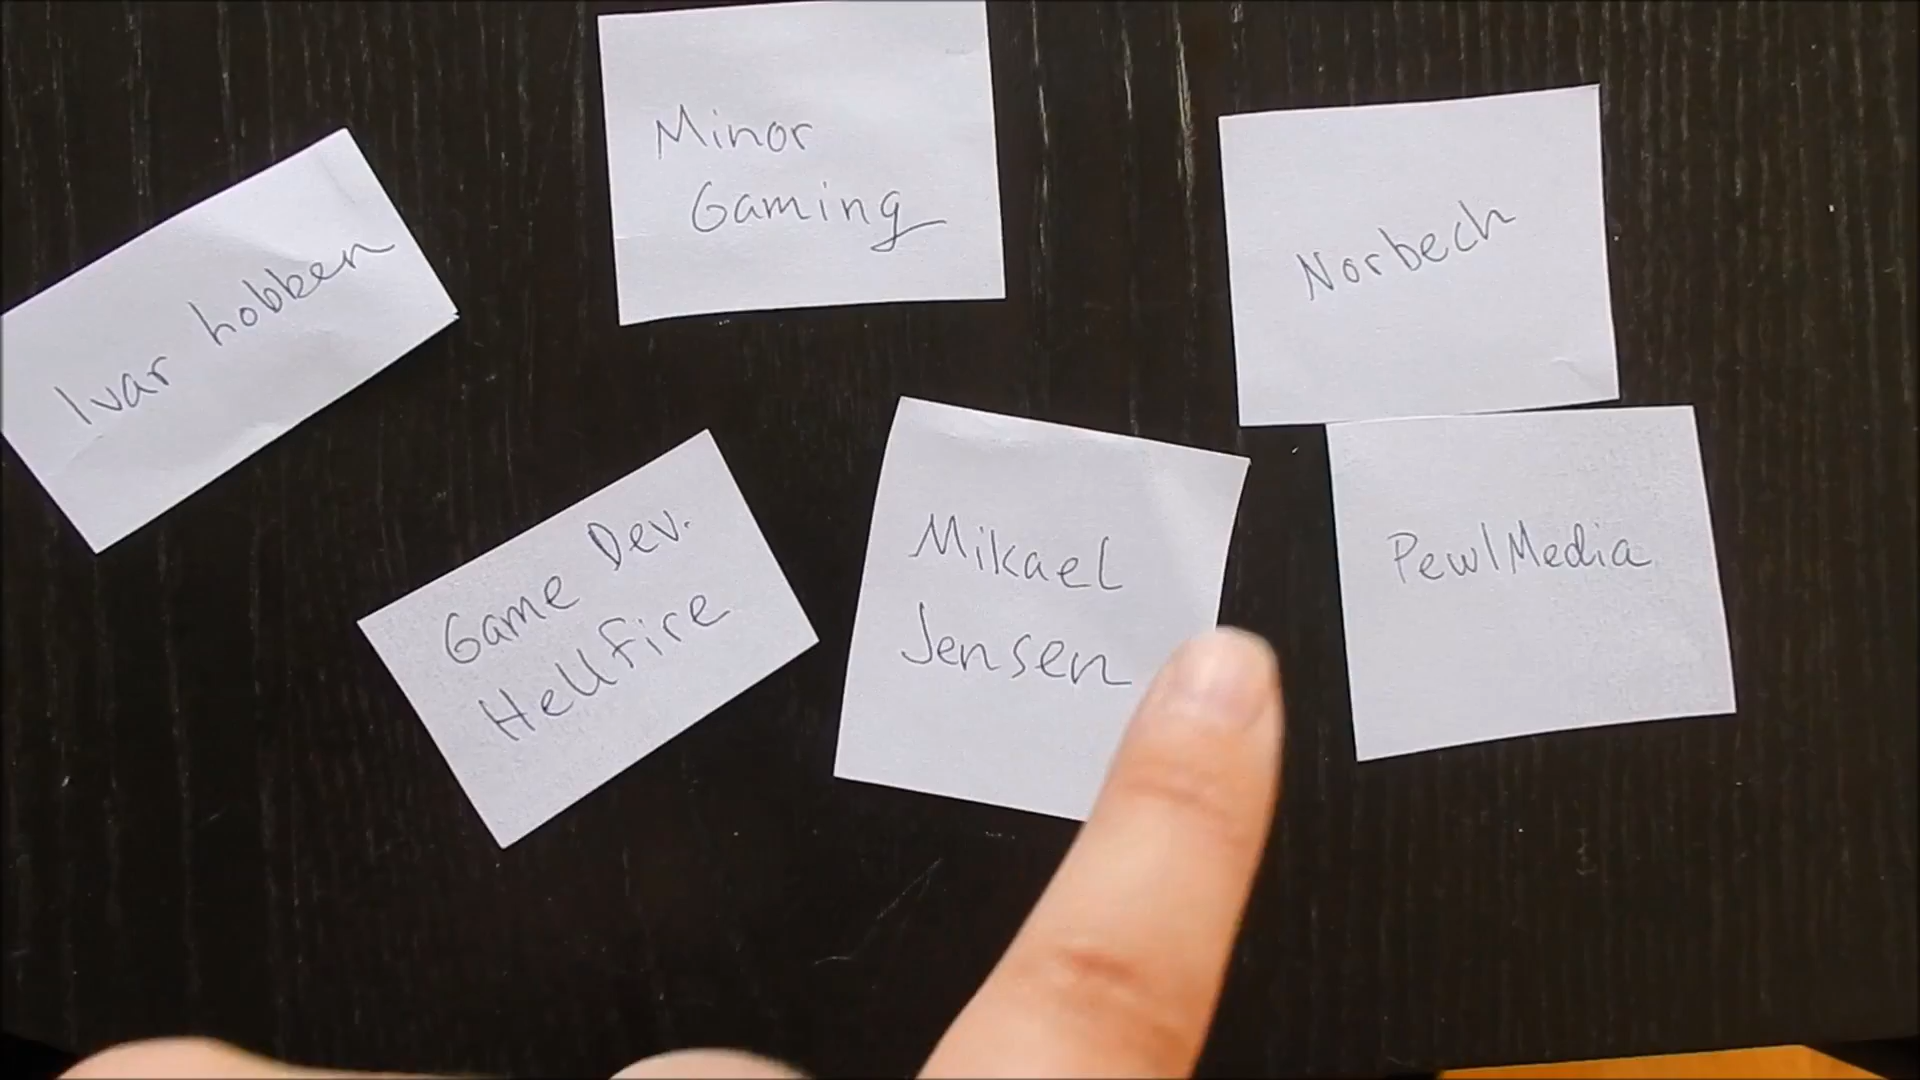 Ivar hobben
Minor
Gaming
Norbech
Game Dev.
Hellfire
Mikael
Jensen
PewlMedia